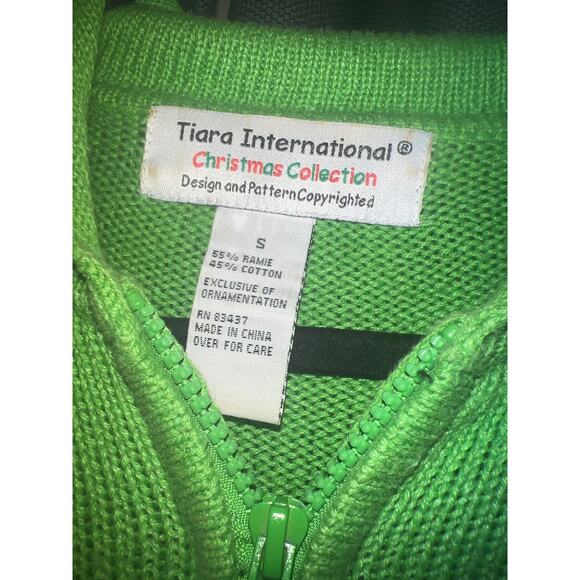 Tiara International®
Christmas Collection
Design and Pattern Copyrighted
S
55% RAMIE
45% COTTON
EXCLUSIVE OF
ORNAMENTATION
RN 83437
MADE IN CHINA
OVER FOR CARE